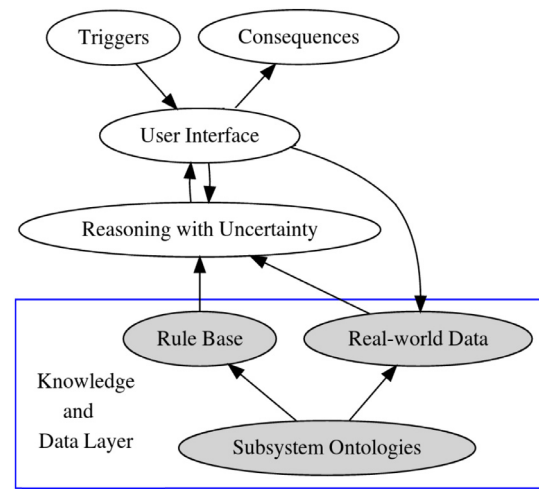 Triggers
Consequences
User Interface
Reasoning with Uncertainty
Rule Base
Real-world Data
Knowledge
and
Data Layer
Subsystem Ontologies